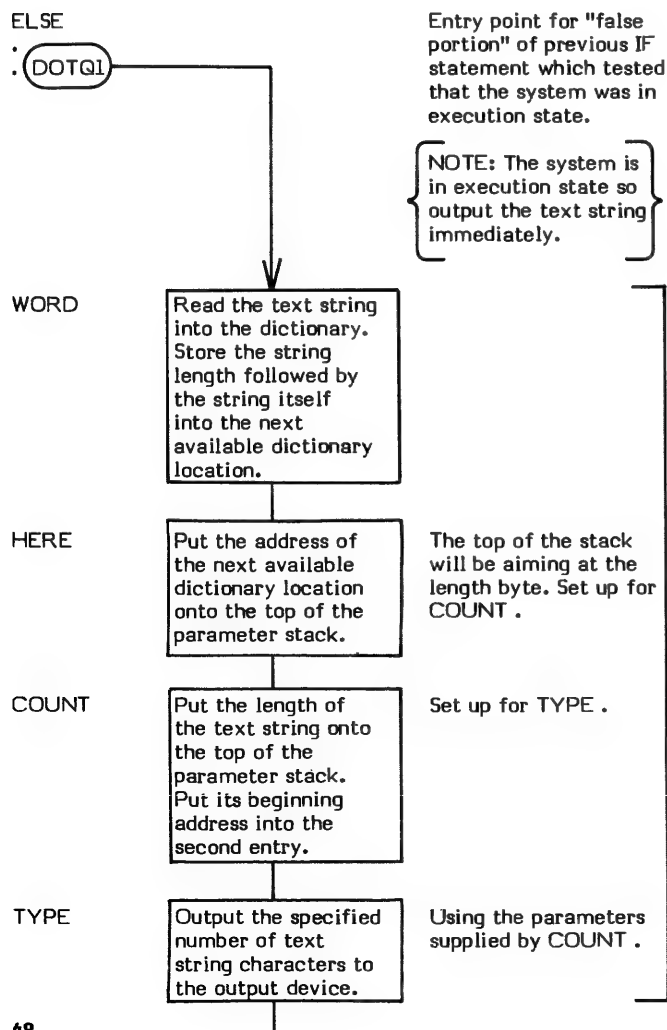 ELSE
: DOTQ1
Entry point for "false
portion" of previous IF
statement which tested
that the system was in
execution state.
NOTE: The system is
in execution state so
output the text string
immediately.
WORD
Read the text string
into the dictionary.
Store the string
length followed by
the string itself
into the next
available dictionary
location.
HERE
Put the address of
the next available
dictionary location
onto the top of the
parameter stack.
The top of the stack
will be aiming at the
length byte. Set up for
COUNT .
COUNT
Put the length of
the text string onto
the top of the
parameter stack.
Put its beginning
address into the
second entry.
Set up for TYPE .
TYPE
Output the specified
number of text
string characters to
the output device.
Using the parameters
supplied by COUNT .